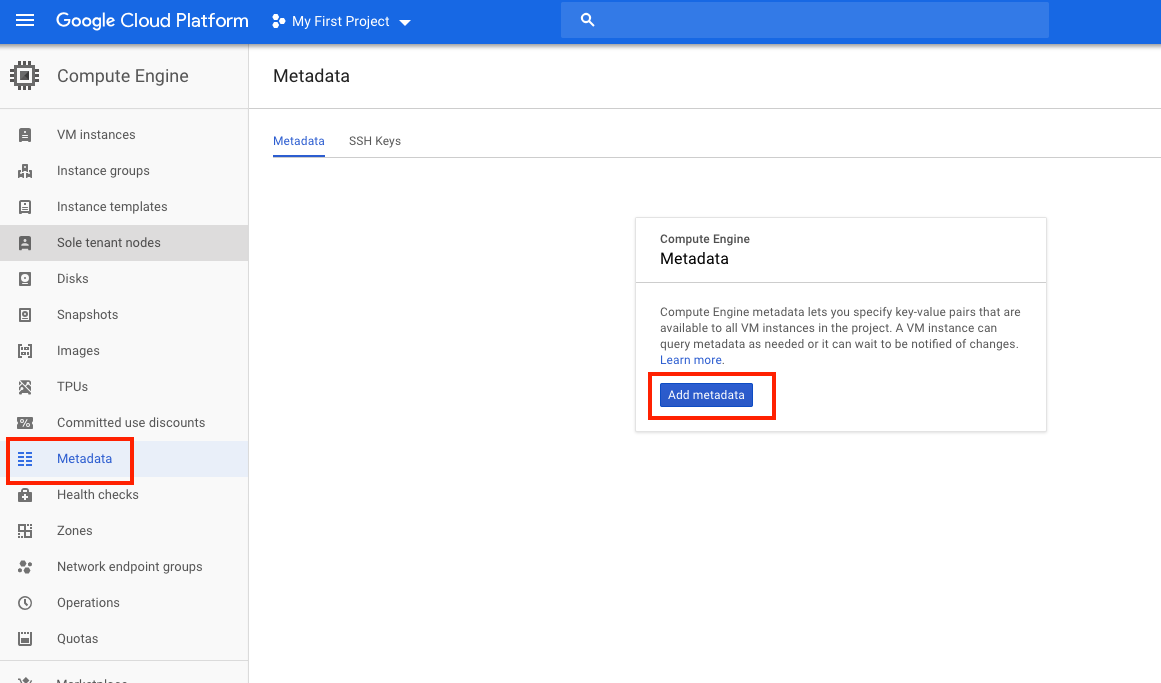 Google Cloud Platform
My First Project
Compute Engine
Metadata
VM instances
Instance groups
Instance templates
Sole tenant nodes
Disks
Snapshots
Images
TPUs
Committed use discounts
Metadata
Health checks
Zones
Network endpoint groups
Operations
Quotas
Marketplace
Metadata
SSH Keys
Compute Engine
Metadata
Compute Engine metadata lets you specify key-value pairs that are
available to all VM instances in the project. A VM instance can
query metadata as needed or it can wait to be notified of changes.
Learn more.
Add metadata